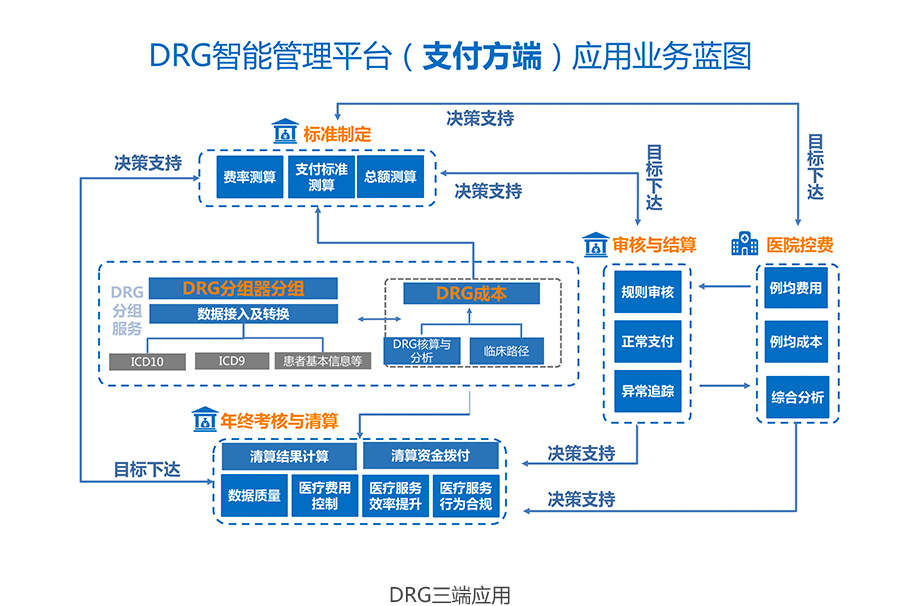 DRG智能管理平台（支付方端）应用业务蓝图
决策支持
标准制定
决策支持
费率测算
支付标准
测算
总额测算
决策支持
目标下达
目标下达
审核与结算
医院控费
DRG
分组
服务
DRG分组器分组
数据接入及转换
ICD10
ICD9
患者基本信息等
DRG成本
DRG核算与
分析
临床路径
规则审核
正常支付
异常追踪
例均费用
例均成本
综合分析
年终考核与清算
清算结果计算
清算资金拨付
数据质量
医疗费用
控制
医疗服务
效率提升
医疗服务
行为合规
目标下达
决策支持
决策支持
DRG三端应用